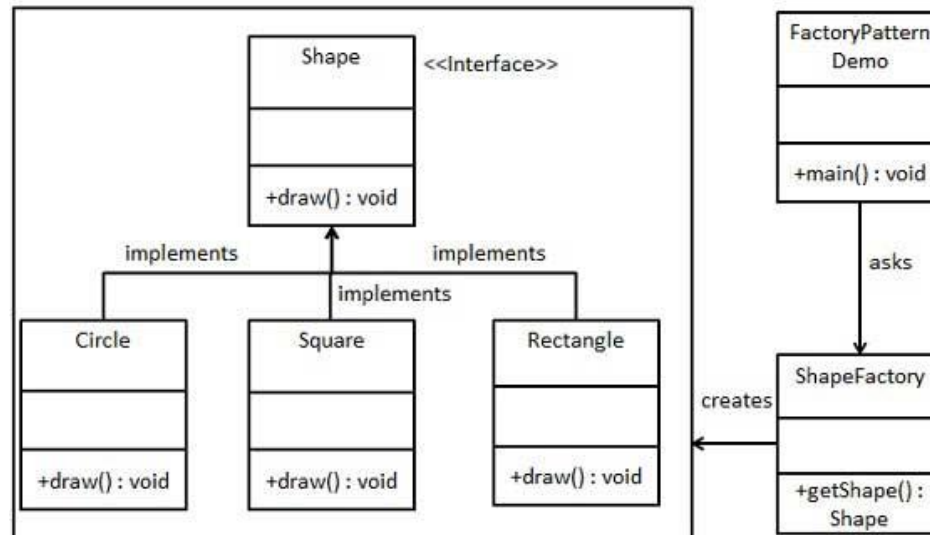 Shape
<<Interface>>
+draw() : void
implements
implements
implements
Circle
+draw() : void
Square
+draw() : void
Rectangle
+draw() : void
FactoryPattern
Demo
+main() : void
asks
ShapeFactory
+getShape() :
Shape
creates